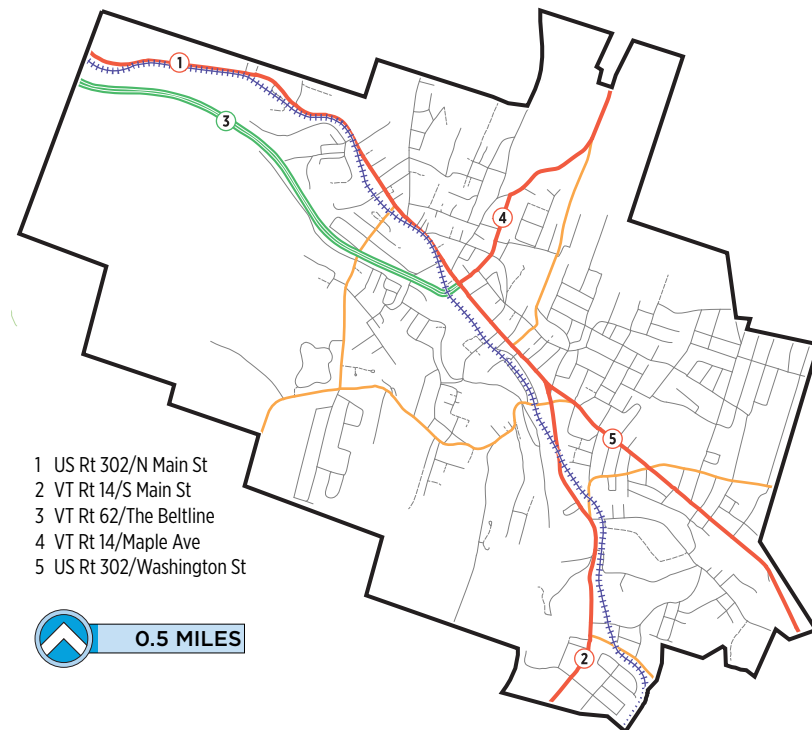 1
3
4
5
2
1 US Rt 302/N Main St
2 VT Rt 14/S Main St
3 VT Rt 62/The Beltline
4 VT Rt 14/Maple Ave
5 US Rt 302/Washington St
0.5 MILES